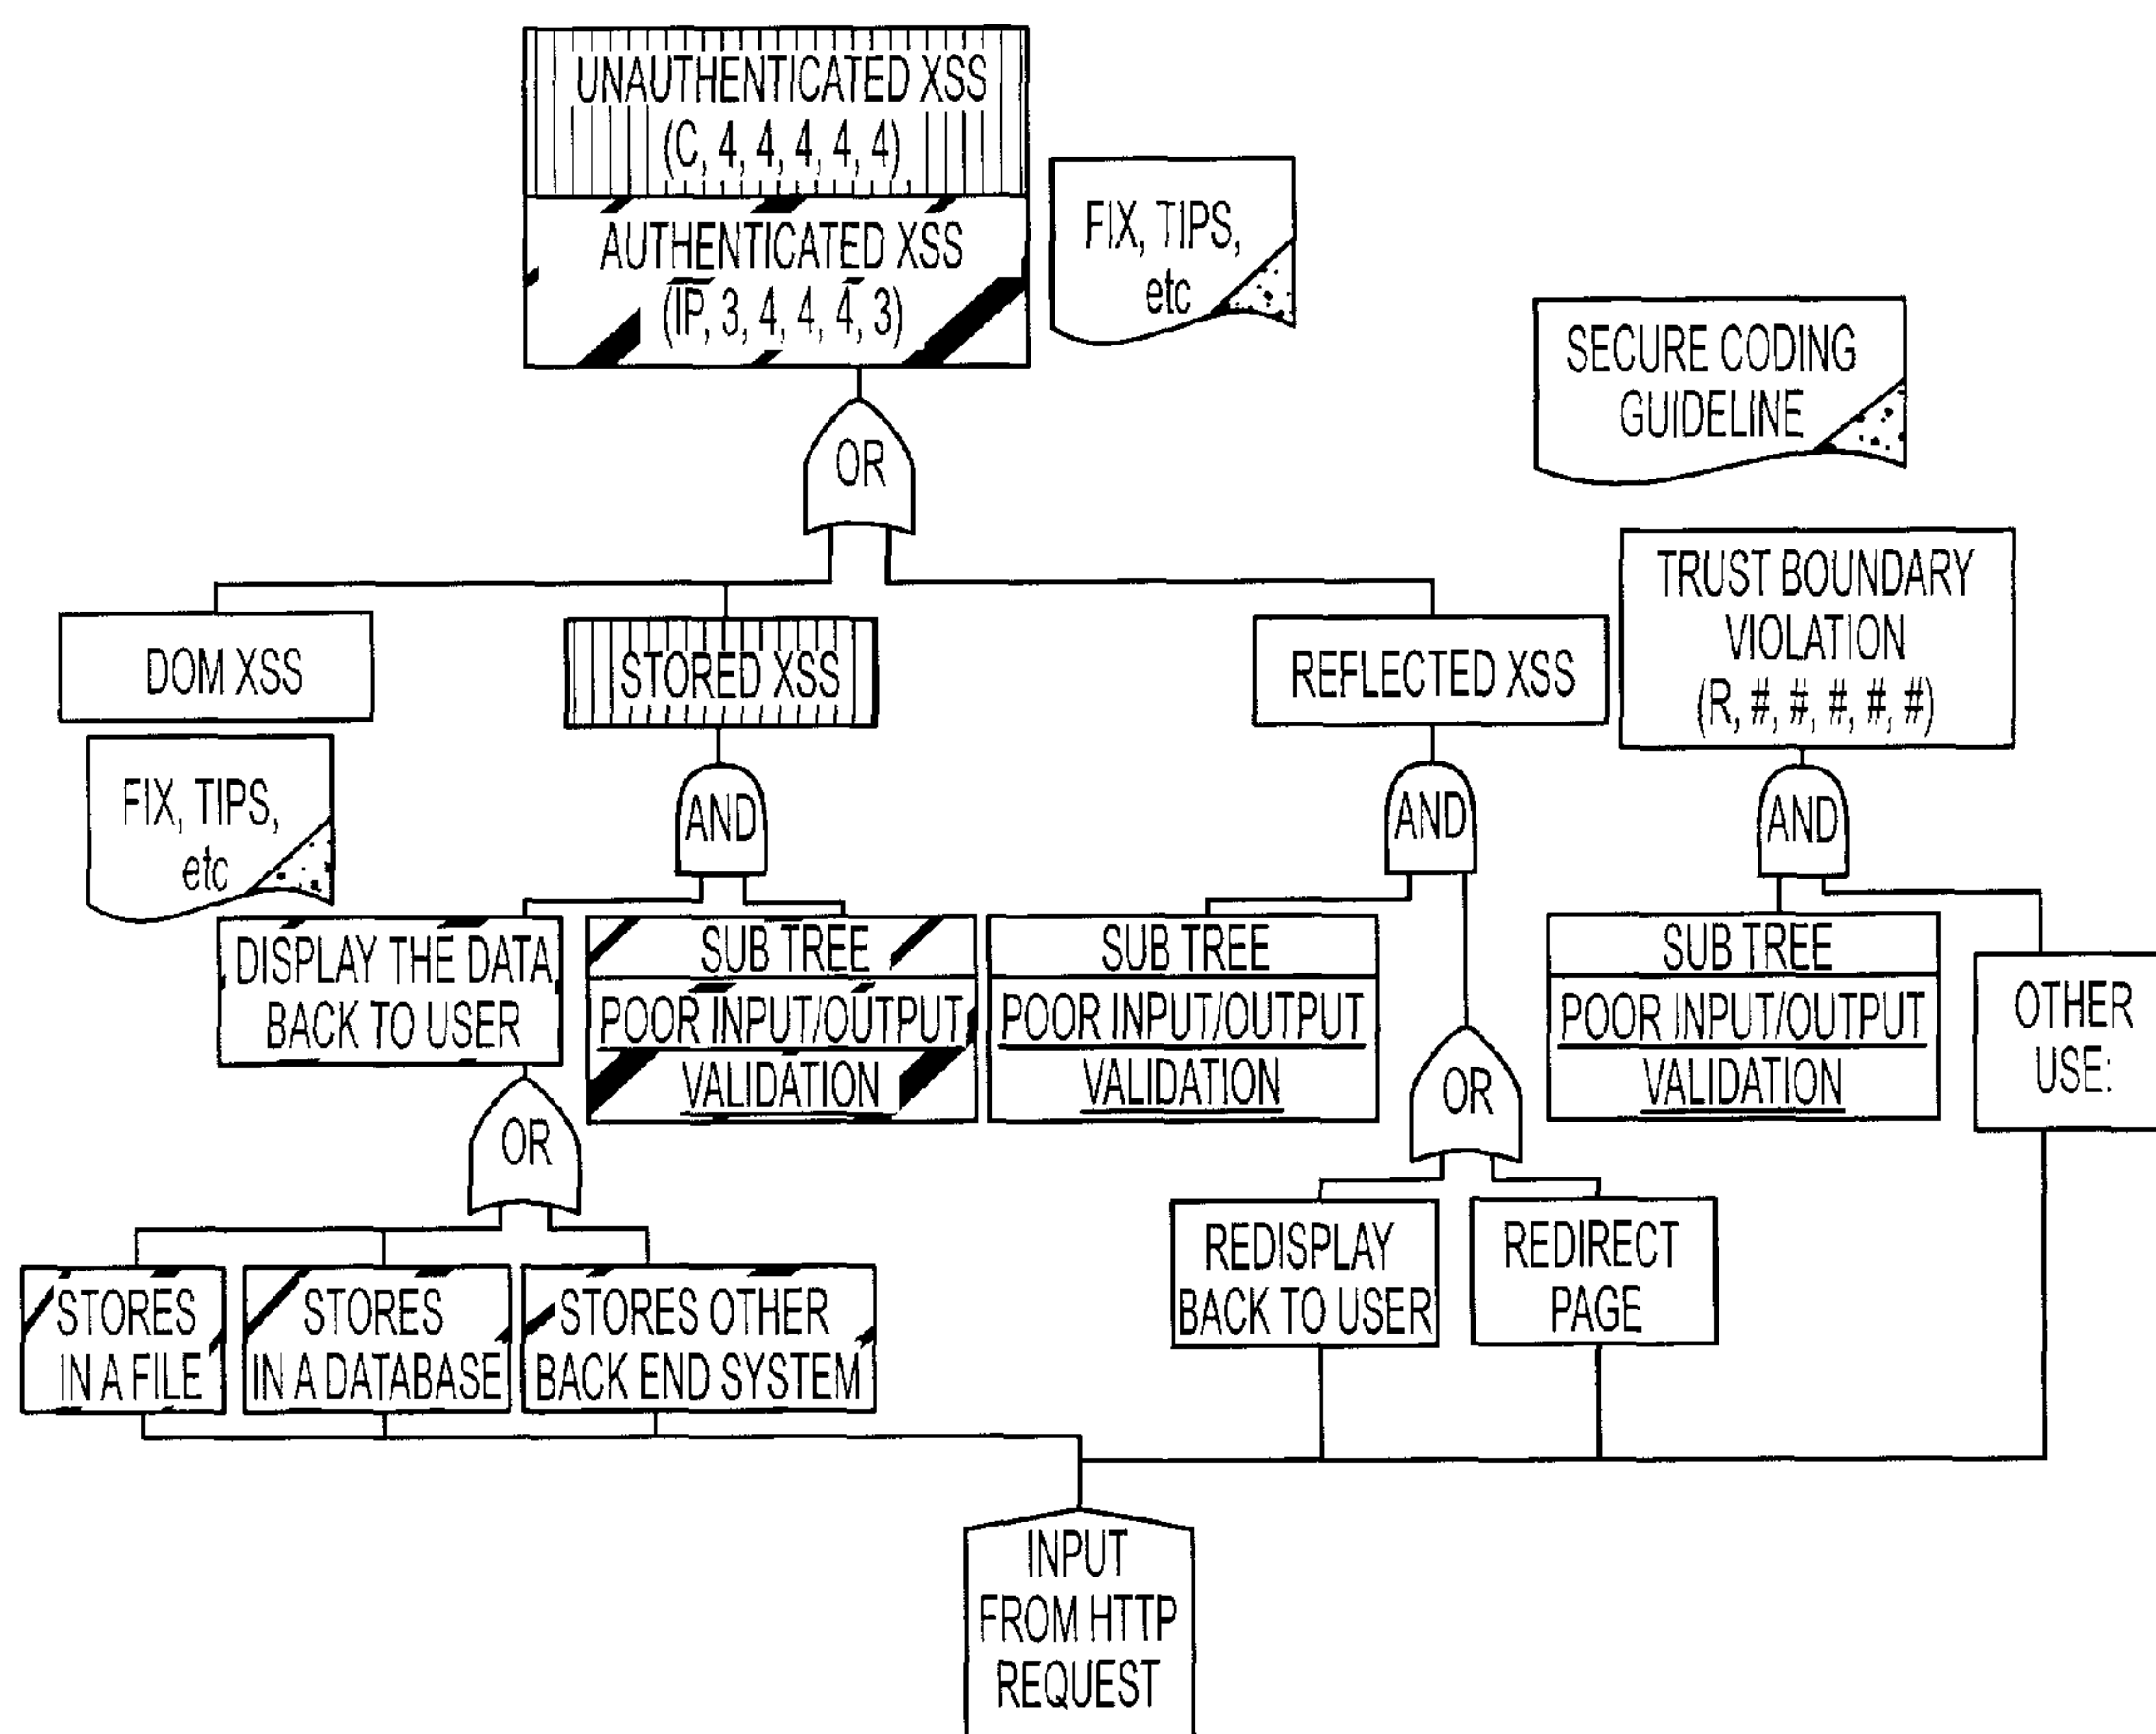 UNAUTHENTICATED XSS
(C, 4, 4, 4, 4, 4)
AUTHENTICATED XSS
(IP, 3, 4, 4, 4, 3)
FIX, TIPS,
etc
SECURE CODING
GUIDELINE
OR
TRUST BOUNDARY
VIOLATION
(R, #, #, #, #, #)
DOM XSS
STORED XSS
REFLECTED XSS
FIX, TIPS,
etc
AND
AND
AND
DISPLAY THE DATA
BACK TO USER
SUB TREE
POOR INPUT/OUTPUT
VALIDATION
SUB TREE
POOR INPUT/OUTPUT
VALIDATION
SUB TREE
POOR INPUT/OUTPUT
VALIDATION
OTHER
USE:
OR
OR
STORES
IN A FILE
STORES
IN A DATABASE
STORES OTHER
BACK END SYSTEM
REDISPLAY
BACK TO USER
REDIRECT
PAGE
INPUT
FROM HTTP
REQUEST